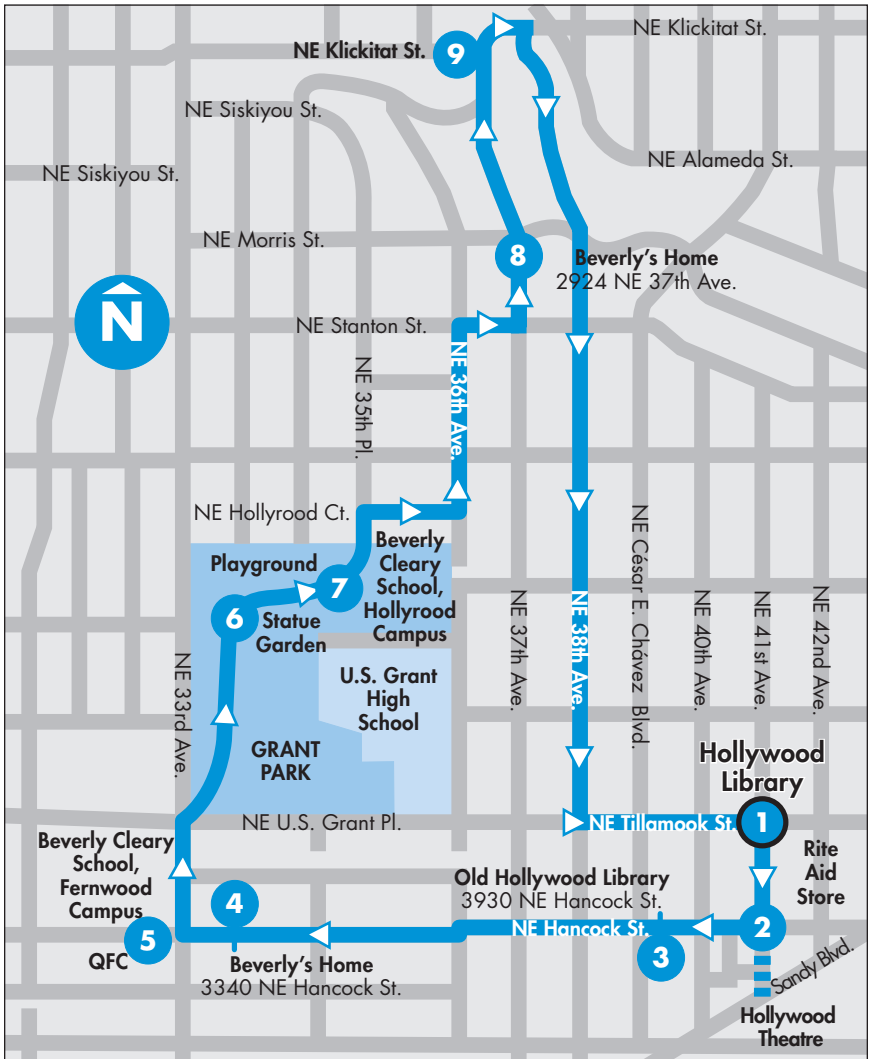 NE Klickitat St.
NE Klickitat St.
9
NE Siskiyou St.
NE Alameda St.
NE Siskiyou St.
NE Morris St.
8
Beverly's Home
2924 NE 37th Ave.
N
NE Stanton St.
NE 36th Ave.
NE 35th Pl.
NE Hollyrood Ct.
Playground
7
Beverly
Cleary
School,
Hollyrood
Campus
6
Statue
Garden
NE 33rd Ave.
U.S. Grant
High
School
GRANT
PARK
NE 37th Ave.
NE 38th Ave.
NE César E. Chávez Blvd.
NE 40th Ave.
NE 41st Ave.
NE 42nd Ave.
Hollywood
Library
1
NE U.S. Grant Pl.
NE Tillamook St.
Beverly Cleary
School,
Fernwood
Campus
Rite
Aid
Store
Old Hollywood Library
3930 NE Hancock St.
4
NE Hancock St.
2
5
3
QFC
Beverly's Home
3340 NE Hancock St.
Sandy Blvd.
Hollywood
Theatre